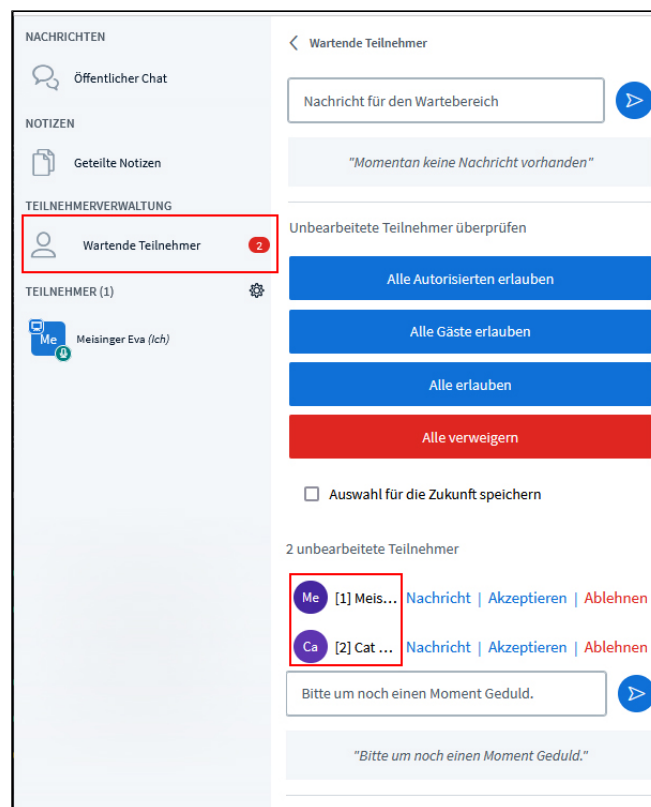 NACHRICHTEN
Öffentlicher Chat
NOTIZEN
Geteilte Notizen
TEILNEHMERVERWALTUNG
Wartende Teilnehmer 2
TEILNEHMER (1)
Me Meisinger Eva (Ich)
Wartende Teilnehmer
Nachricht für den Wartebereich
"Momentan keine Nachricht vorhanden"
Unbearbeitete Teilnehmer überprüfen
Alle Autorisierten erlauben
Alle Gäste erlauben
Alle erlauben
Alle verweigern
Auswahl für die Zukunft speichern
2 unbearbeitete Teilnehmer
Me [1] Meis... Nachricht | Akzeptieren | Ablehnen
Ca [2] Cat ... Nachricht | Akzeptieren | Ablehnen
Bitte um noch einen Moment Geduld.
"Bitte um noch einen Moment Geduld."